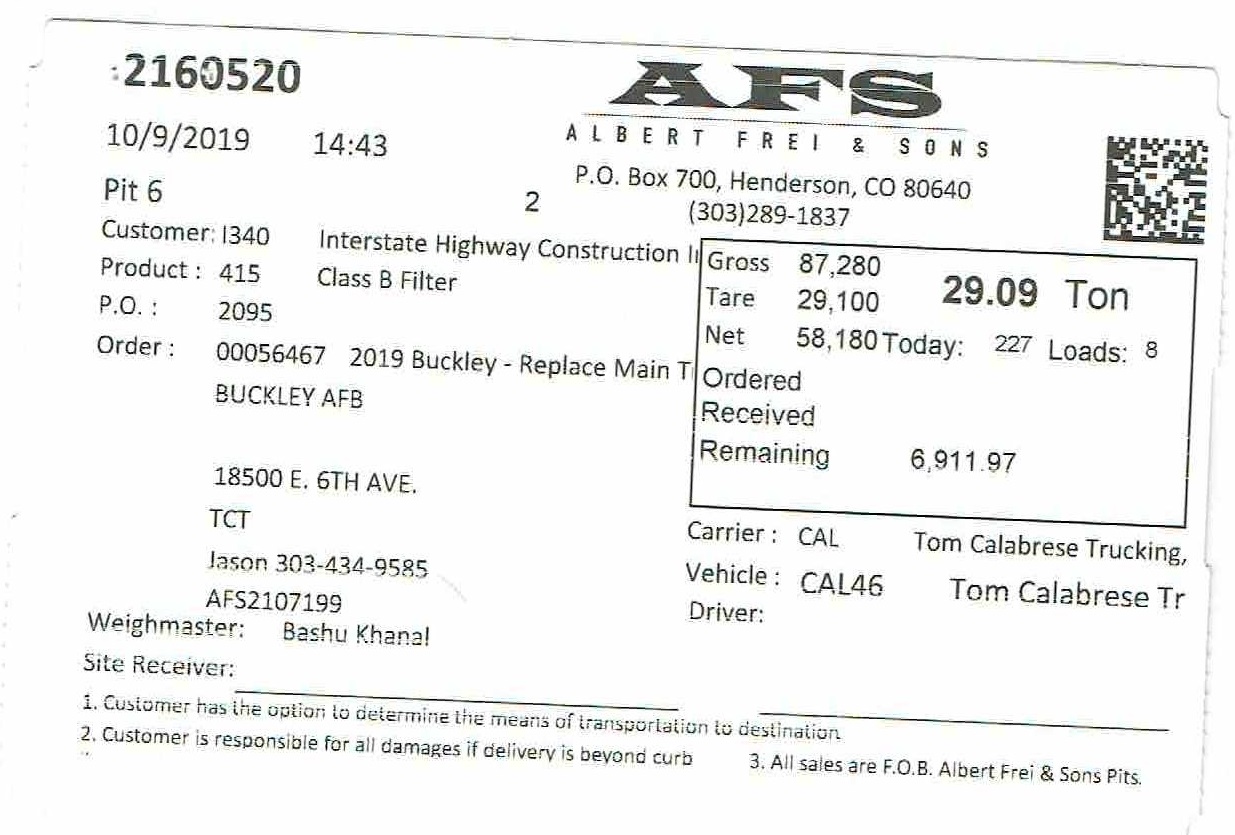 2160520
AFS
ALBERT FREI & SONS
10/9/2019 14:43
P.O. Box 700, Henderson, CO 80640
Pit 6 2 (303)289-1837
Customer: I340 Interstate Highway Construction In
Product : 415 Class B Filter
P.O. : 2095
Order : 00056467 2019 Buckley - Replace Main T
BUCKLEY AFB
18500 E. 6TH AVE.
TCT
Jason 303-434-9585
AFS2107199
Weighmaster: Bashu Khanal
Site Receiver:
Gross 87,280 29.09 Ton
Tare 29,100
Net 58,180 Today: 227 Loads: 8
Ordered
Received
Remaining 6,911.97
Carrier : CAL Tom Calabrese Trucking,
Vehicle : CAL46 Tom Calabrese Tr
Driver:
1. Customer has the option to determine the means of transportation to destination
2. Customer is responsible for all damages if delivery is beyond curb
3. All sales are F.O.B. Albert Frei & Sons Pits.